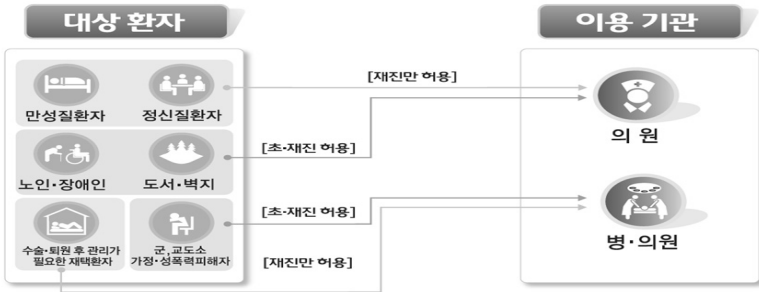 대상 환자
이용 기관
[재진만 허용]
만성질환자
정신질환자
의 원
[초·재진 허용]
노인·장애인
도서·벽지
[초·재진 허용]
수술·퇴원 후 관리가
필요한 재택환자
군,교도소
가정·성폭력피해자
병·의원
[재진만 허용]